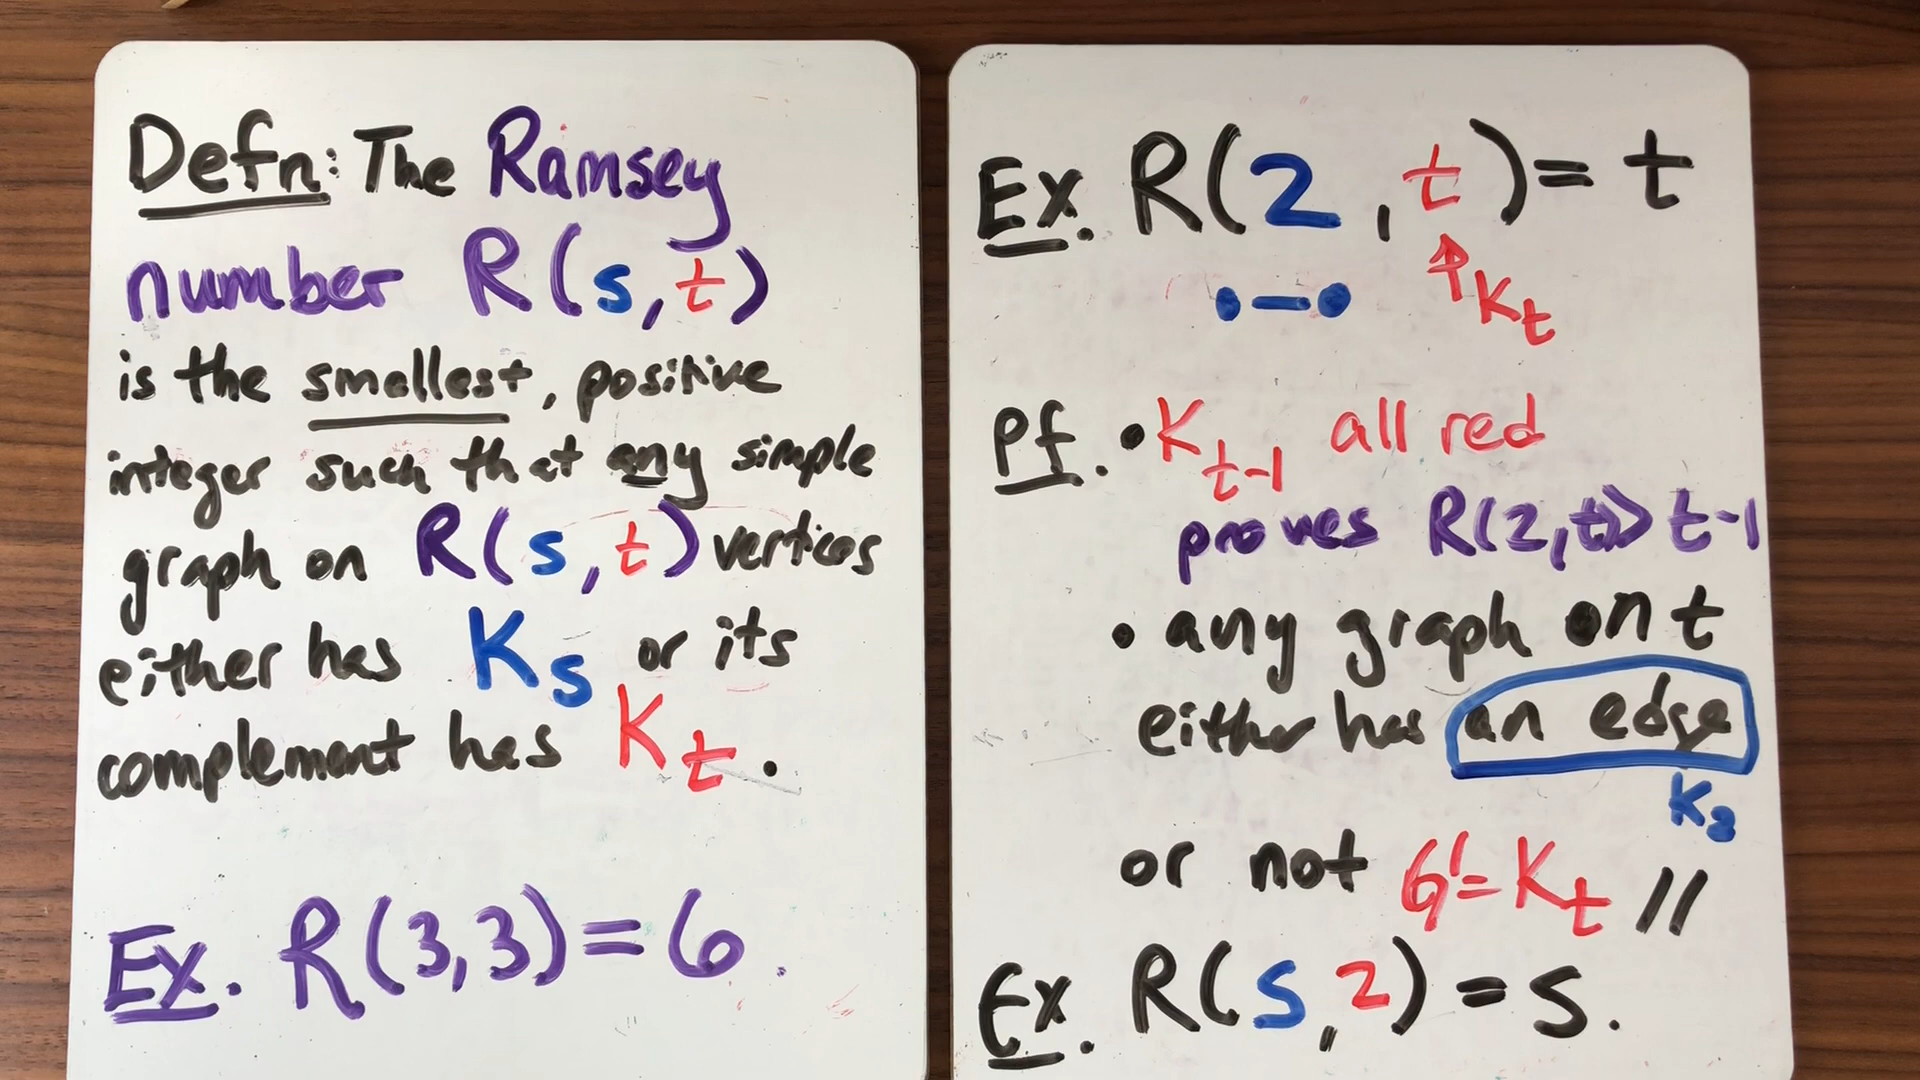 Defn: The Ramsey
number R(s,t)
is the smallest, positive
integer such that any simple
graph on R(s,t) vertices
either has Ks or its
complement has Kt.
Ex. R(3,3)=6.
Ex. R(2,t)=t
Kt
Pf. • Kt-1 all red
proves R(2,t)>t-1
• any graph on t
either has an edge
K2
or not G'=Kt //
Ex. R(s,2)=s.